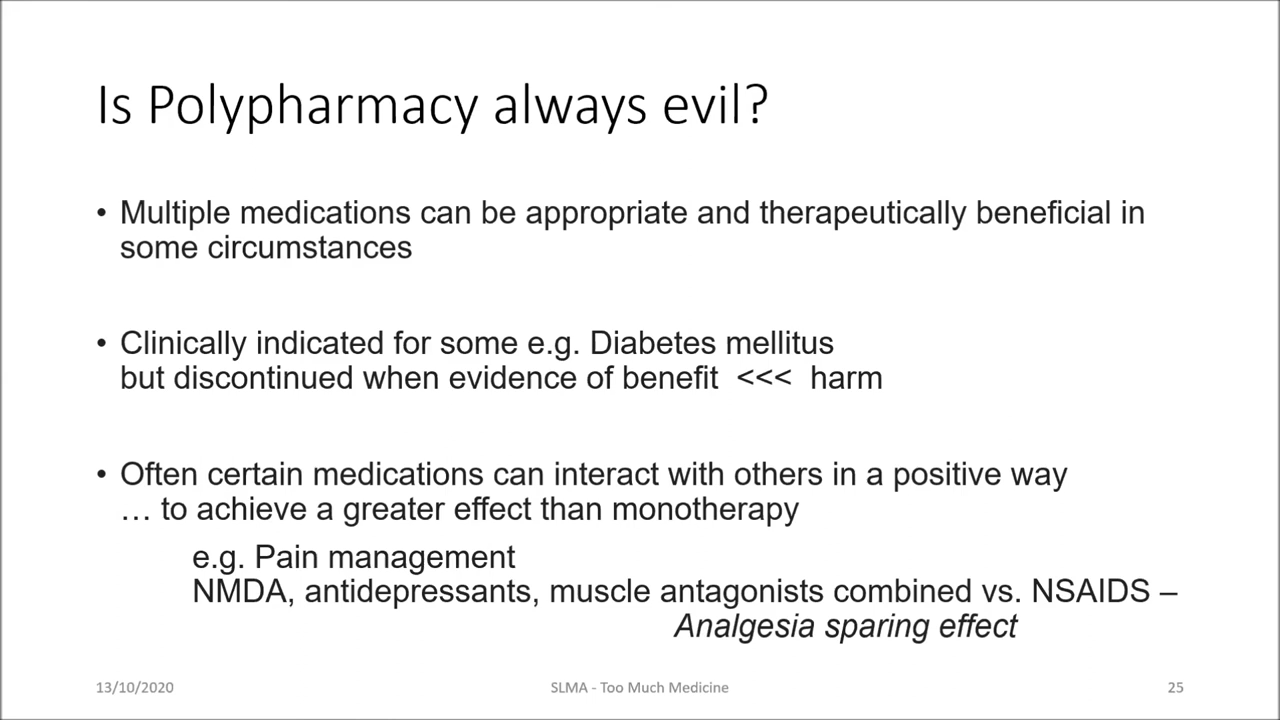 Is Polypharmacy always evil?
• Multiple medications can be appropriate and therapeutically beneficial in
some circumstances
• Clinically indicated for some e.g. Diabetes mellitus
but discontinued when evidence of benefit <<< harm
• Often certain medications can interact with others in a positive way
… to achieve a greater effect than monotherapy
e.g. Pain management
NMDA, antidepressants, muscle antagonists combined vs. NSAIDS –
Analgesia sparing effect
13/10/2020 SLMA - Too Much Medicine 25